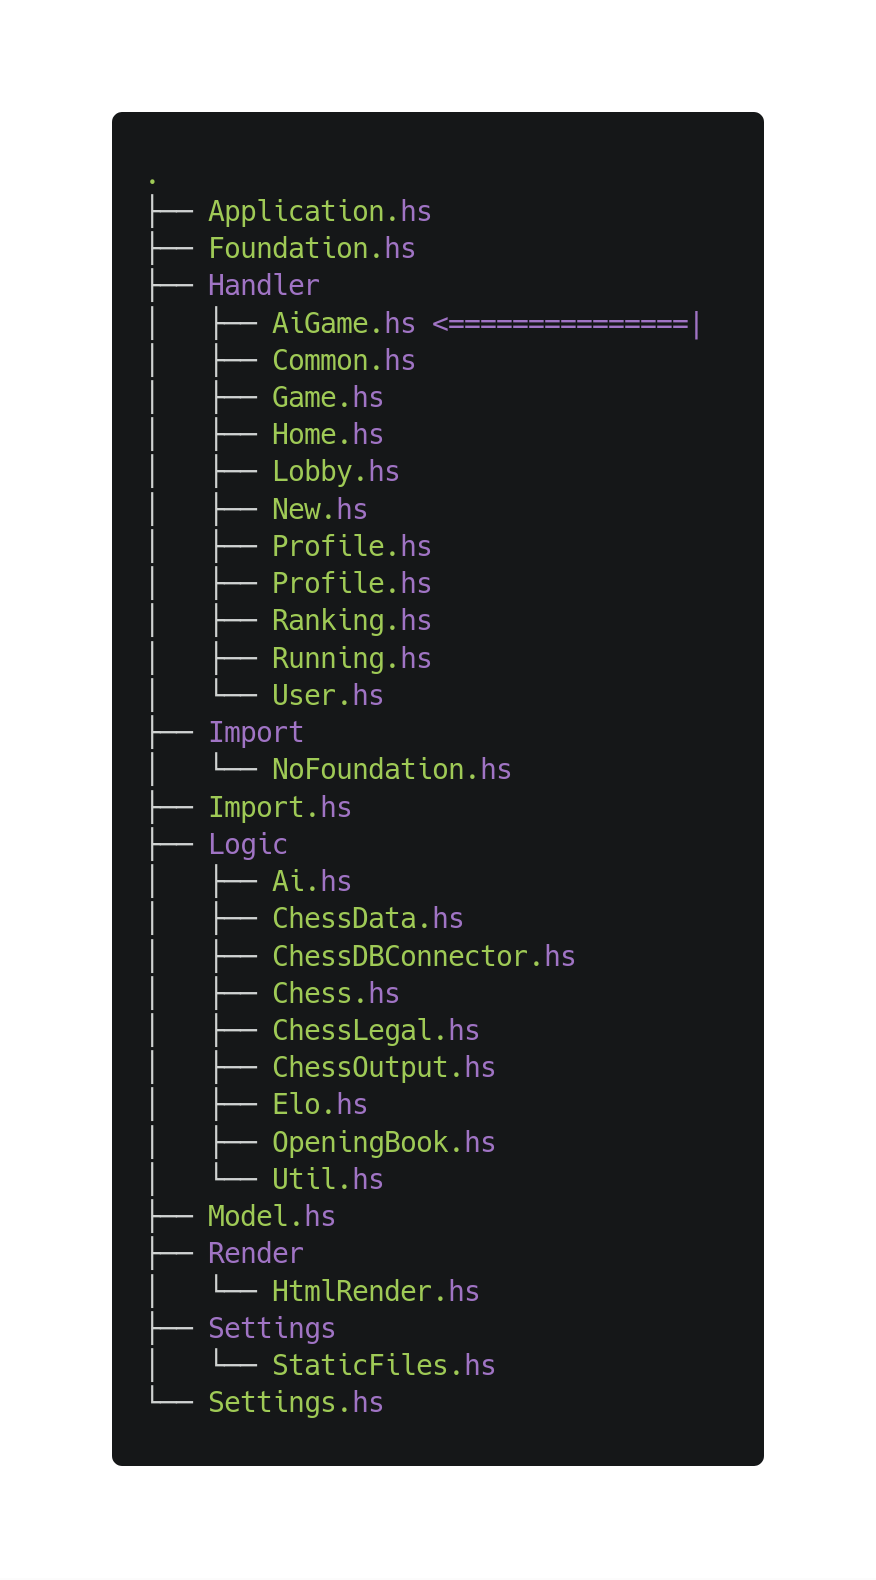 .
├── Application.hs
├── Foundation.hs
├── Handler
│   ├── AiGame.hs <===============|
│   ├── Common.hs
│   ├── Game.hs
│   ├── Home.hs
│   ├── Lobby.hs
│   ├── New.hs
│   ├── Profile.hs
│   ├── Profile.hs
│   ├── Ranking.hs
│   ├── Running.hs
│   └── User.hs
├── Import
│   └── NoFoundation.hs
├── Import.hs
├── Logic
│   ├── Ai.hs
│   ├── ChessData.hs
│   ├── ChessDBConnector.hs
│   ├── Chess.hs
│   ├── ChessLegal.hs
│   ├── ChessOutput.hs
│   ├── Elo.hs
│   ├── OpeningBook.hs
│   └── Util.hs
├── Model.hs
├── Render
│   └── HtmlRender.hs
├── Settings
│   └── StaticFiles.hs
└── Settings.hs